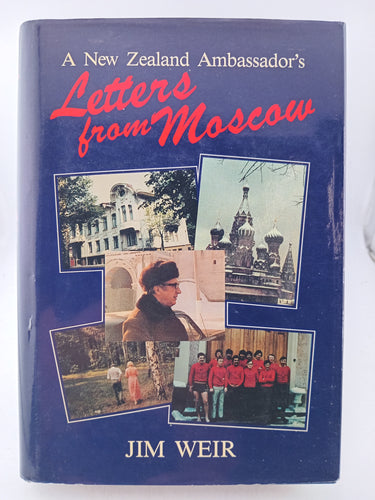 A New Zealand Ambassador's
Letters
from Moscow
JIM WEIR